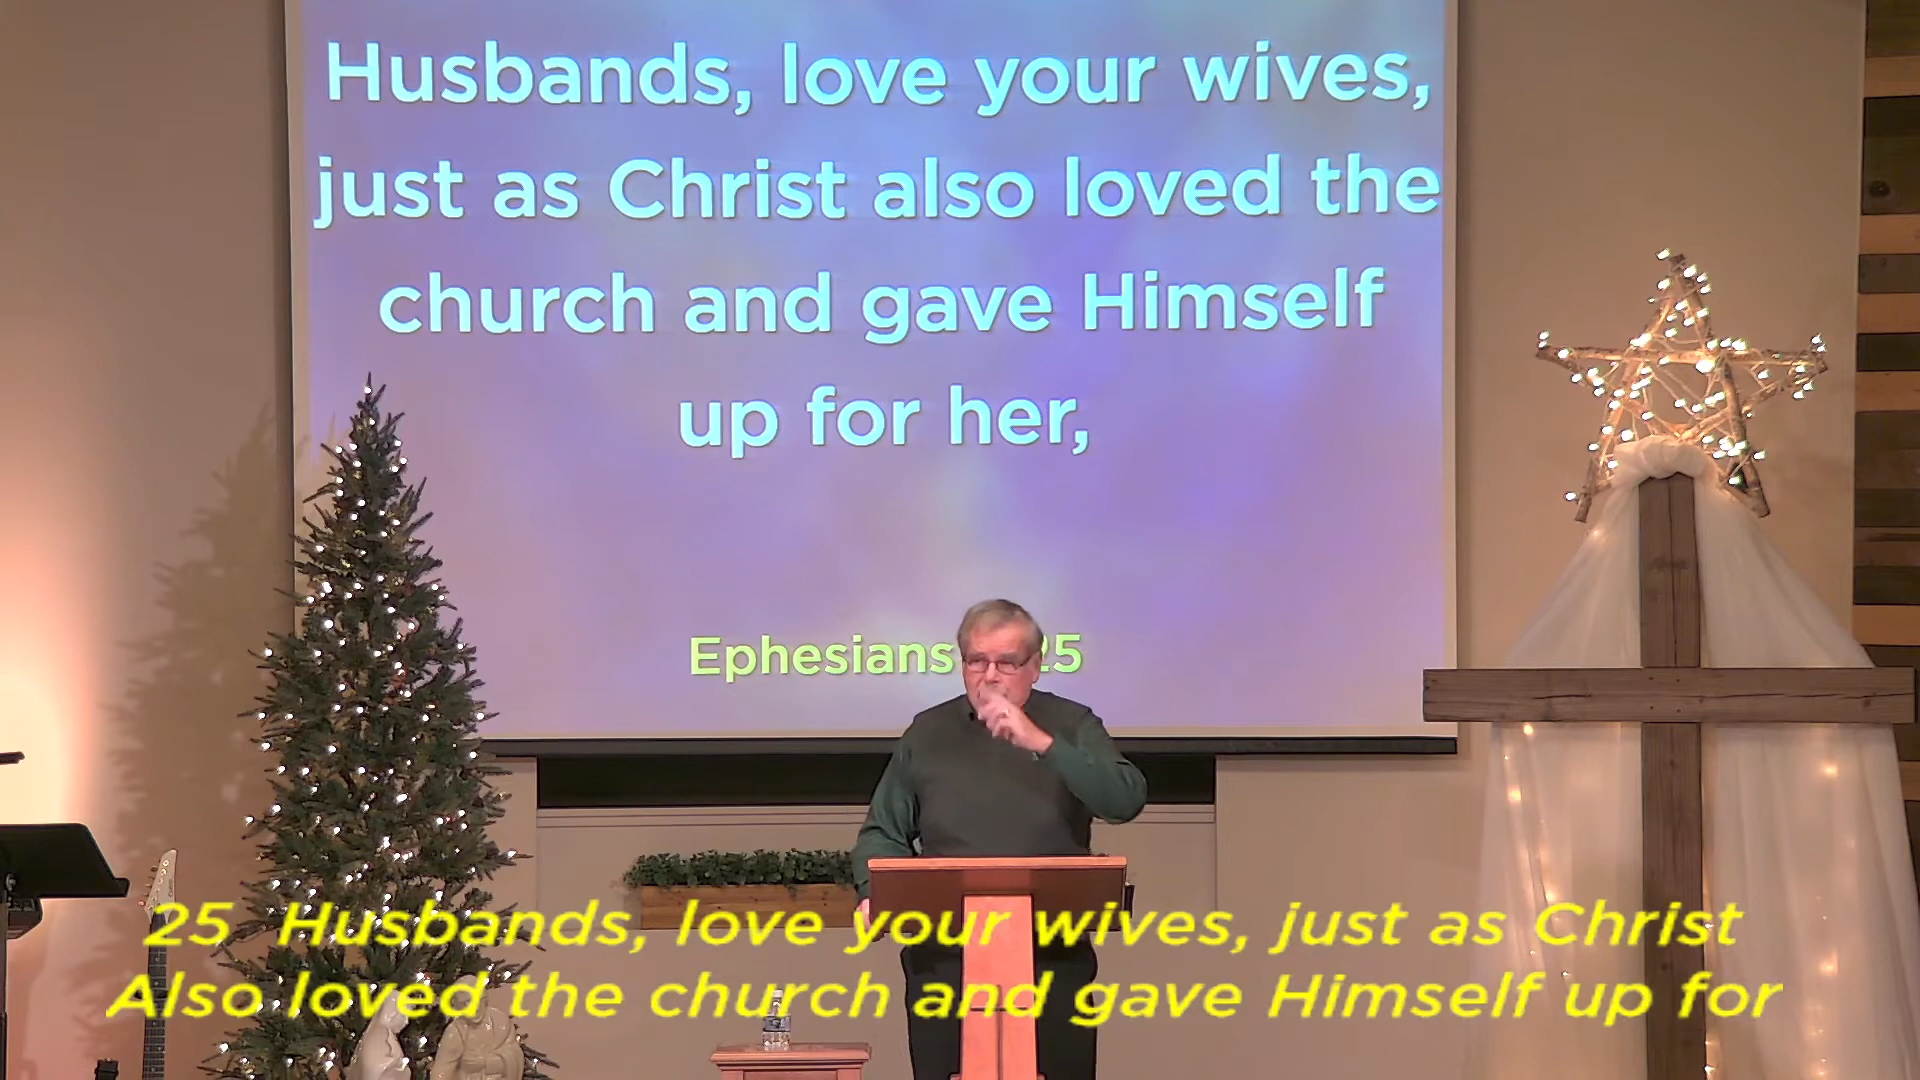 Husbands, love your wives,
just as Christ also loved the
church and gave Himself
up for her,
Ephesians 25
25 Husbands, love your wives, just as Christ
Also loved the church and gave Himself up for